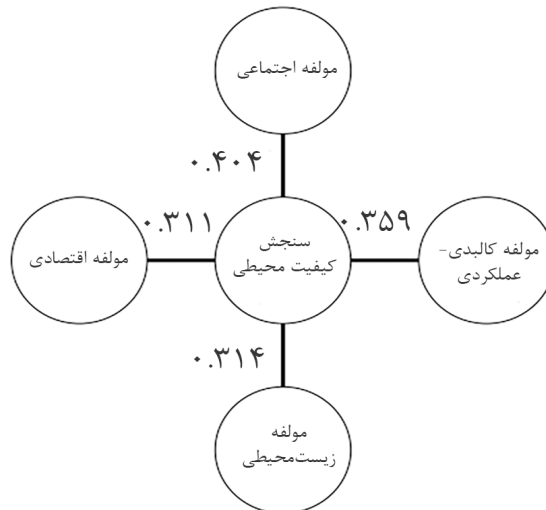 مولفه اجتماعی
۰.۴۰۴
۰.۳۵۹
۰.۳۱۱
مولفه کالبدی-
عملکردی
سنجش
کیفیت محیطی
مولفه اقتصادی
۰.۳۱۴
مولفه
زیست‌محیطی